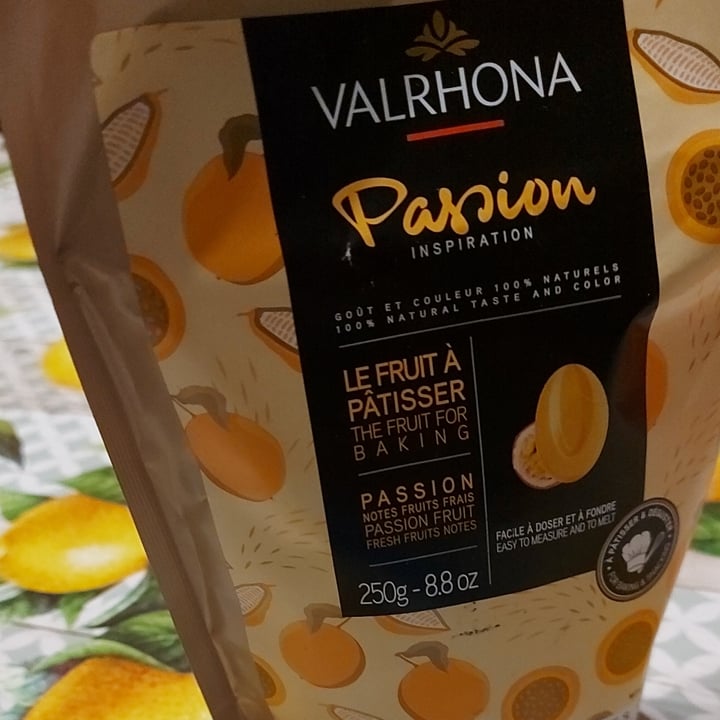 VALRHONA
Passion
INSPIRATION
GOÛT ET COULEUR 100% NATURELS
100% NATURAL TASTE AND COLOR
LE FRUIT À
PÂTISSER
THE FRUIT FOR
BAKING
PASSION
NOTES FRUITS FRAIS
PASSION FRUIT
FRESH FRUITS NOTES
250g - 8.8 oz
FACILE À DOSER ET À FONDRE
EASY TO MEASURE AND TO MELT
À PÂTISSER & DÉGUSTER